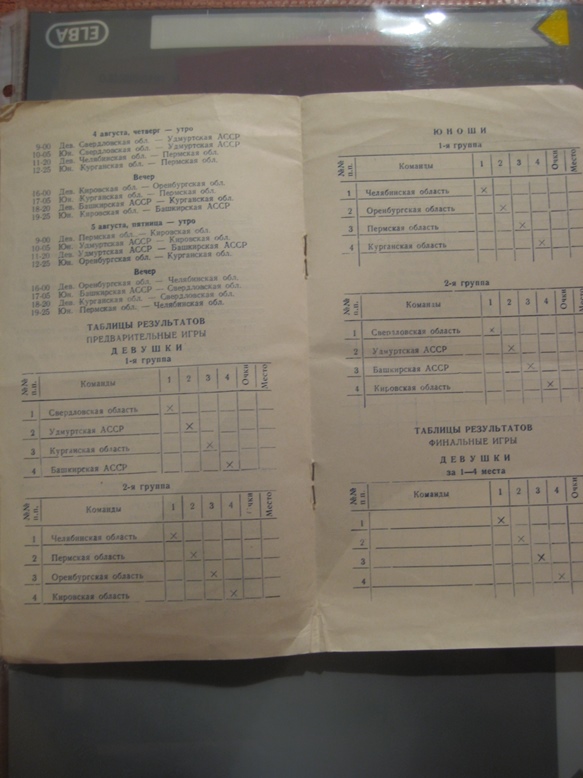 ELBA
4 августа, четверг — утро
9-00 Дев. Свердловская обл. — Удмуртская АССР
10-05 Юн. Свердловская обл. — Удмуртская АССР
11-20 Дев. Челябинская обл. — Пермская обл.
12-25 Юн. Курганская обл. — Пермская обл.
Вечер
16-00 Дев. Кировская обл. — Оренбургская обл.
17-05 Юн. Курганская обл. — Пермская обл.
18-20 Дев. Башкирская АССР — Курганская обл.
19-25 Юн. Кировская обл. — Башкирская АССР
5 августа, пятница — утро
9-00 Дев. Пермская обл. — Кировская обл.
10-05 Юн. Удмуртская АССР — Кировская обл.
11-20 Дев. Удмуртская АССР — Башкирская АССР
12-25 Юн. Оренбургская обл. — Курганская обл.
Вечер
16-00 Дев. Оренбургская обл. — Челябинская обл.
17-05 Юн. Башкирская АССР — Свердловская обл.
18-20 Дев. Курганская обл. — Свердловская обл.
19-25 Юн. Пермская обл. — Челябинская обл.
ТАБЛИЦЫ РЕЗУЛЬТАТОВ
ПРЕДВАРИТЕЛЬНЫЕ ИГРЫ
ДЕВУШКИ
1-я группа
№№ п.п. Команды 1 2 3 4 Очки Место
1 Свердловская область ×
2 Удмуртская АССР ×
3 Курганская область ×
4 Башкирская АССР ×
2-я группа
№№ п.п. Команды 1 2 3 4 Очки Место
1 Челябинская область ×
2 Пермская область ×
3 Оренбургская область ×
4 Кировская область ×
ЮНОШИ
1-я группа
№№ п.п. Команды 1 2 3 4 Очки Место
1 Челябинская область ×
2 Оренбургская область ×
3 Пермская область ×
4 Курганская область ×
2-я группа
№№ п.п. Команды 1 2 3 4 Очки Место
1 Свердловская область ×
2 Удмуртская АССР ×
3 Башкирская АССР ×
4 Кировская область ×
ТАБЛИЦЫ РЕЗУЛЬТАТОВ
ФИНАЛЬНЫЕ ИГРЫ
ДЕВУШКИ
за 1—4 места
№№ п.п. Команды 1 2 3 4 Очки
1 ×
2 ×
3 ×
4 ×